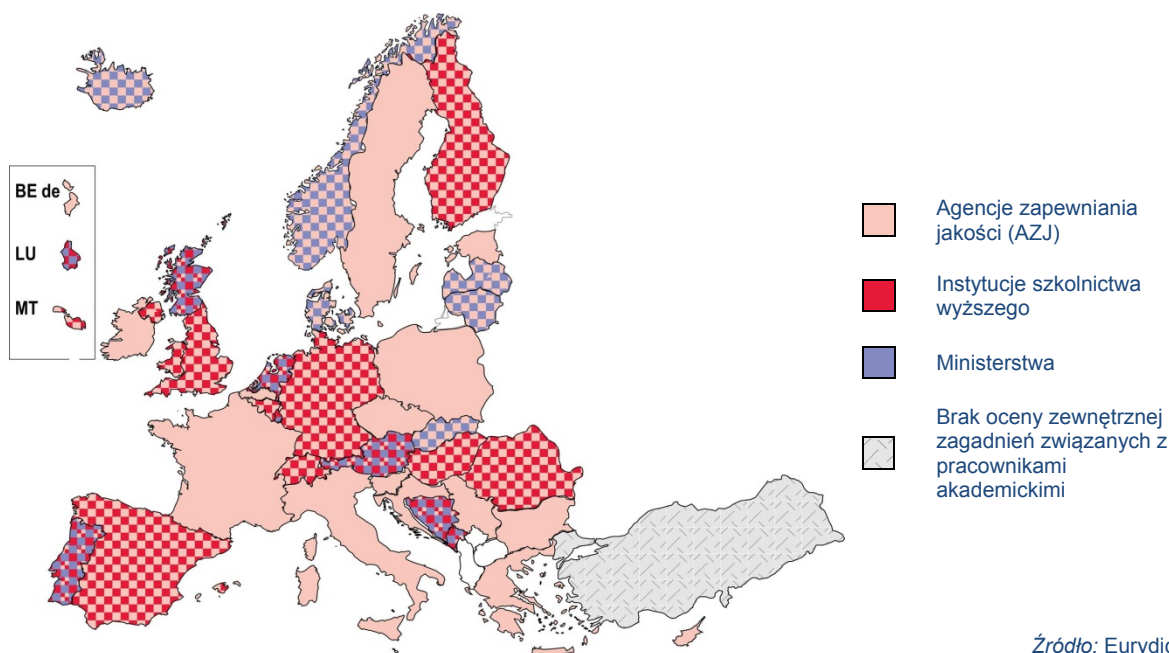 BE de
LU
MT
Agencje zapewniania
jakości (AZJ)
Instytucje szkolnictwa
wyższego
Ministerstwa
Brak oceny zewnętrznej
zagadnień związanych z
pracownikami
akademickimi
Źródło: Eurydic